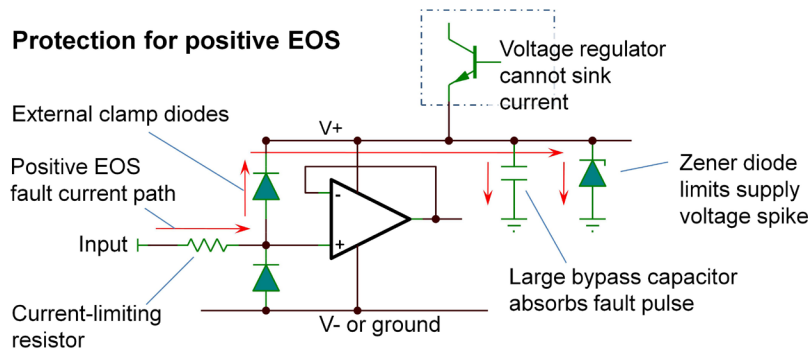 Protection for positive EOS
Voltage regulator
cannot sink
current
External clamp diodes
V+
Positive EOS
fault current path
Zener diode
limits supply
voltage spike
-
+
Input
Large bypass capacitor
absorbs fault pulse
Current-limiting
resistor
V- or ground